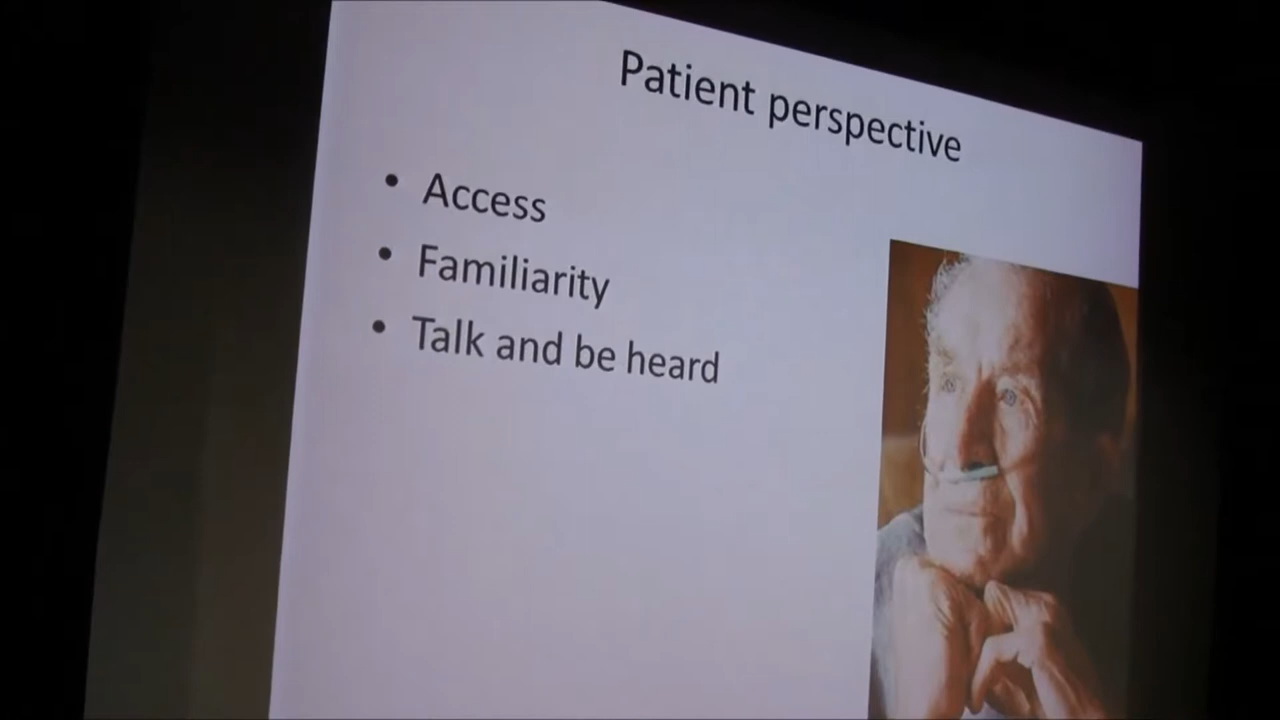 Patient perspective
• Access
• Familiarity
• Talk and be heard